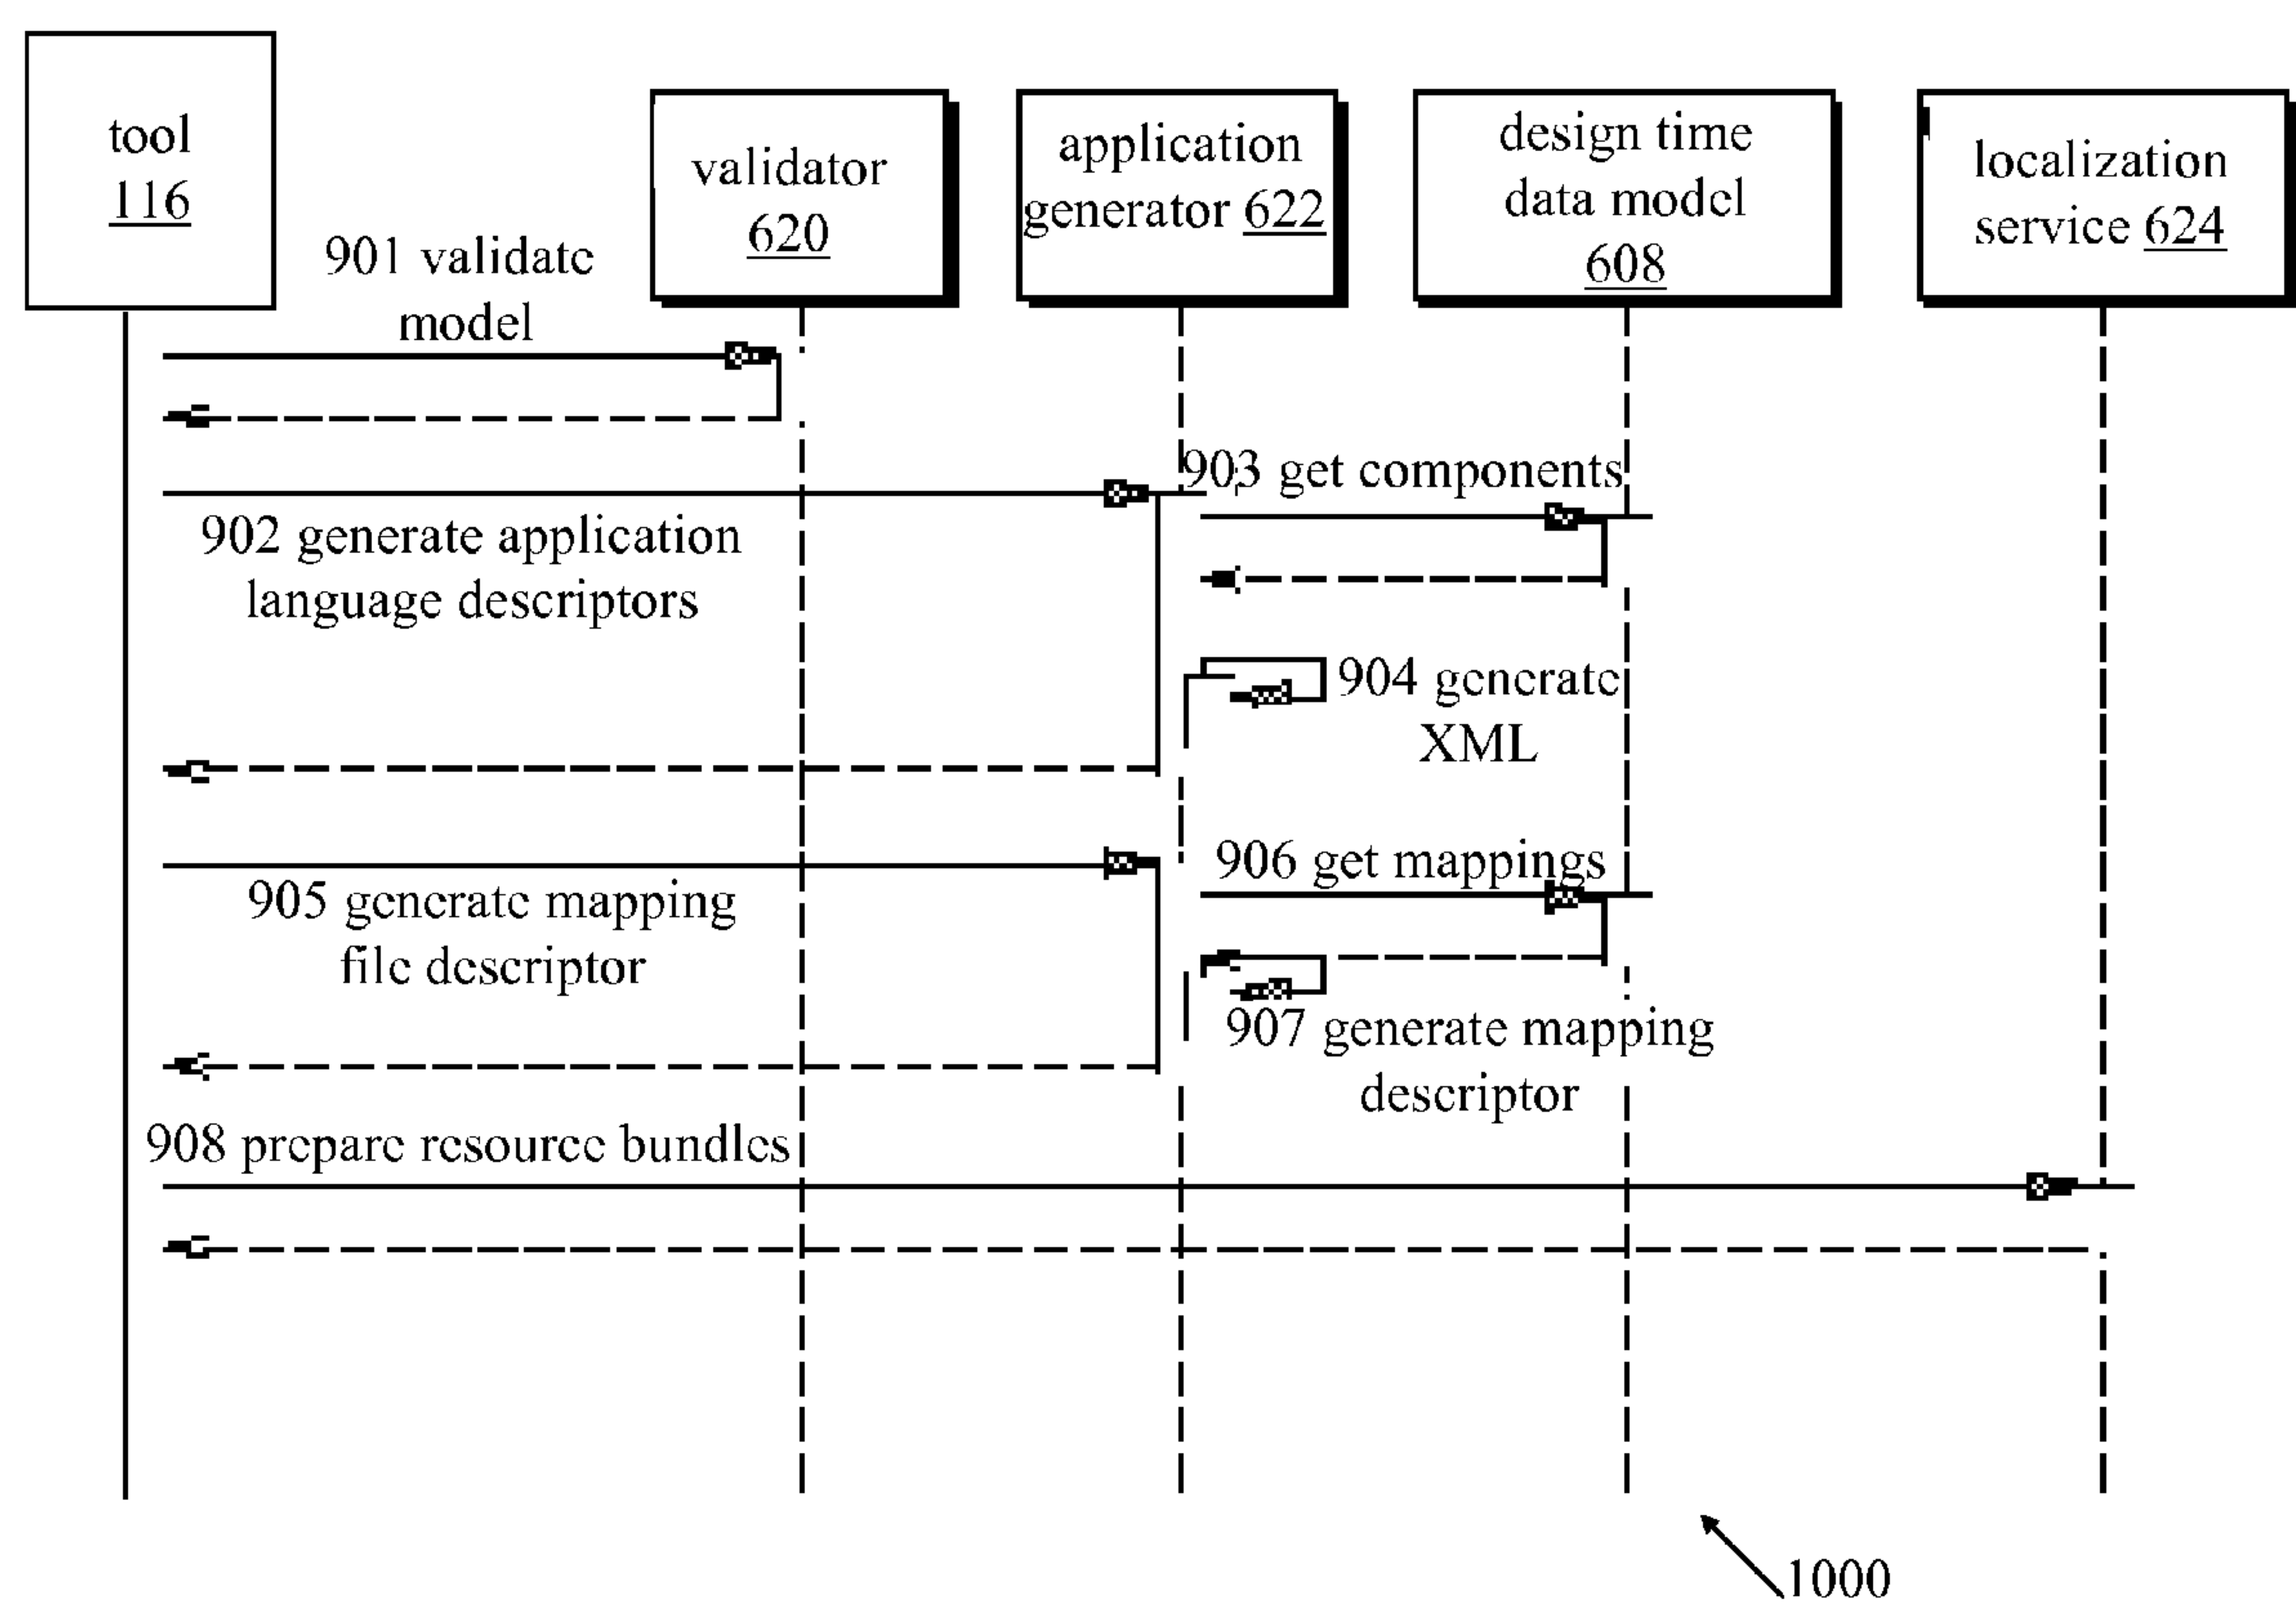 tool
116
validator
620
application
generator 622
design time
data model
608
localization
service 624
901 validate
model
903 get components
902 generate application
language descriptors
904 generate
XML
906 get mappings
905 generate mapping
file descriptor
907 generate mapping
descriptor
908 prepare resource bundles
1000